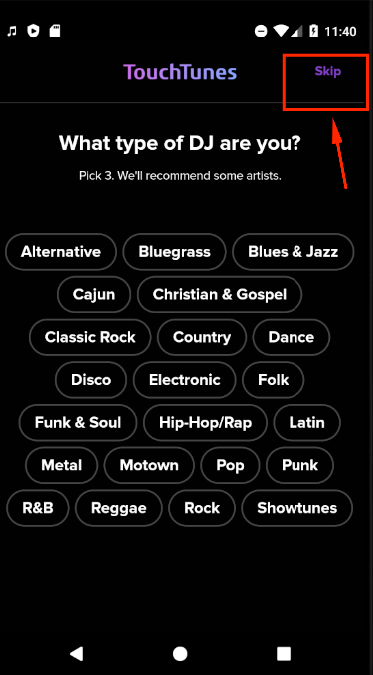 11:40
TouchTunes
Skip
What type of DJ are you?
Pick 3. We'll recommend some artists.
Alternative Bluegrass Blues & Jazz
Cajun Christian & Gospel
Classic Rock Country Dance
Disco Electronic Folk
Funk & Soul Hip-Hop/Rap Latin
Metal Motown Pop Punk
R&B Reggae Rock Showtunes